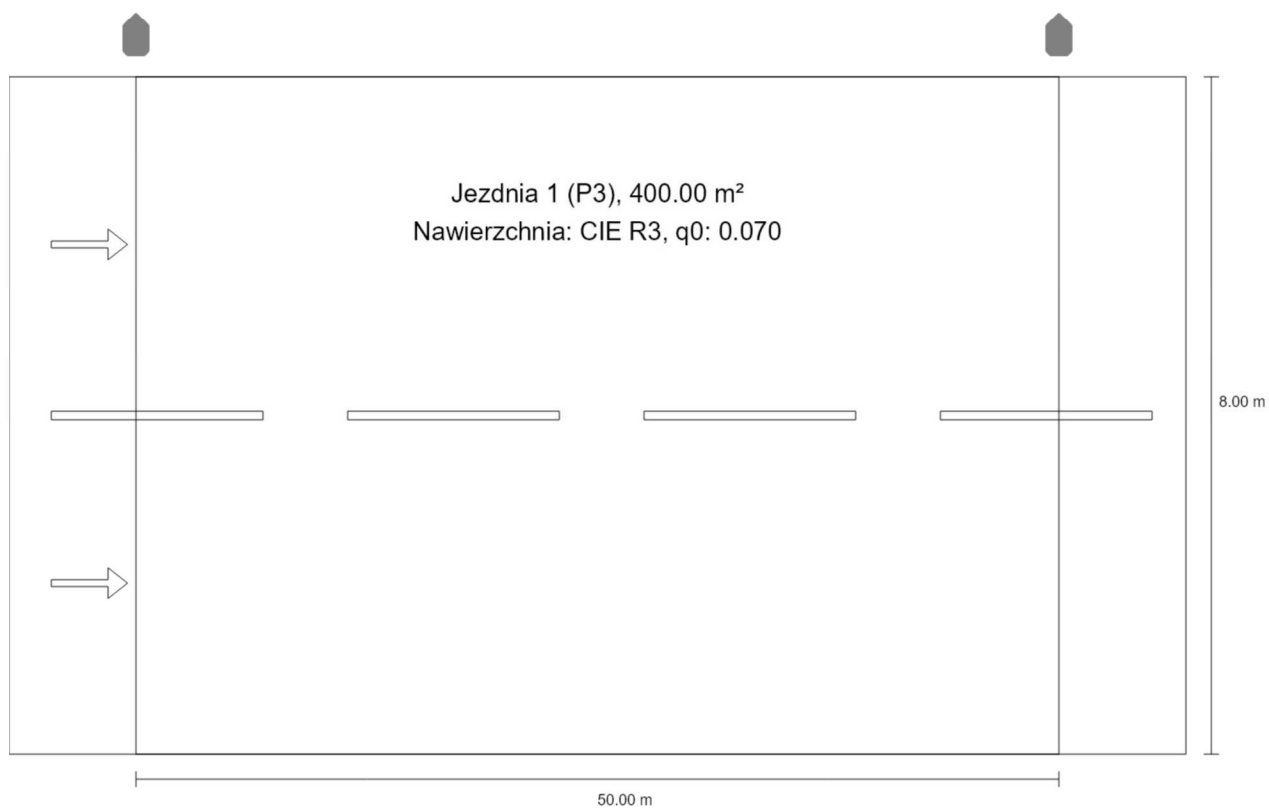 Jezdnia 1 (P3), 400.00 m²
Nawierzchnia: CIE R3, q0: 0.070
8.00 m
50.00 m